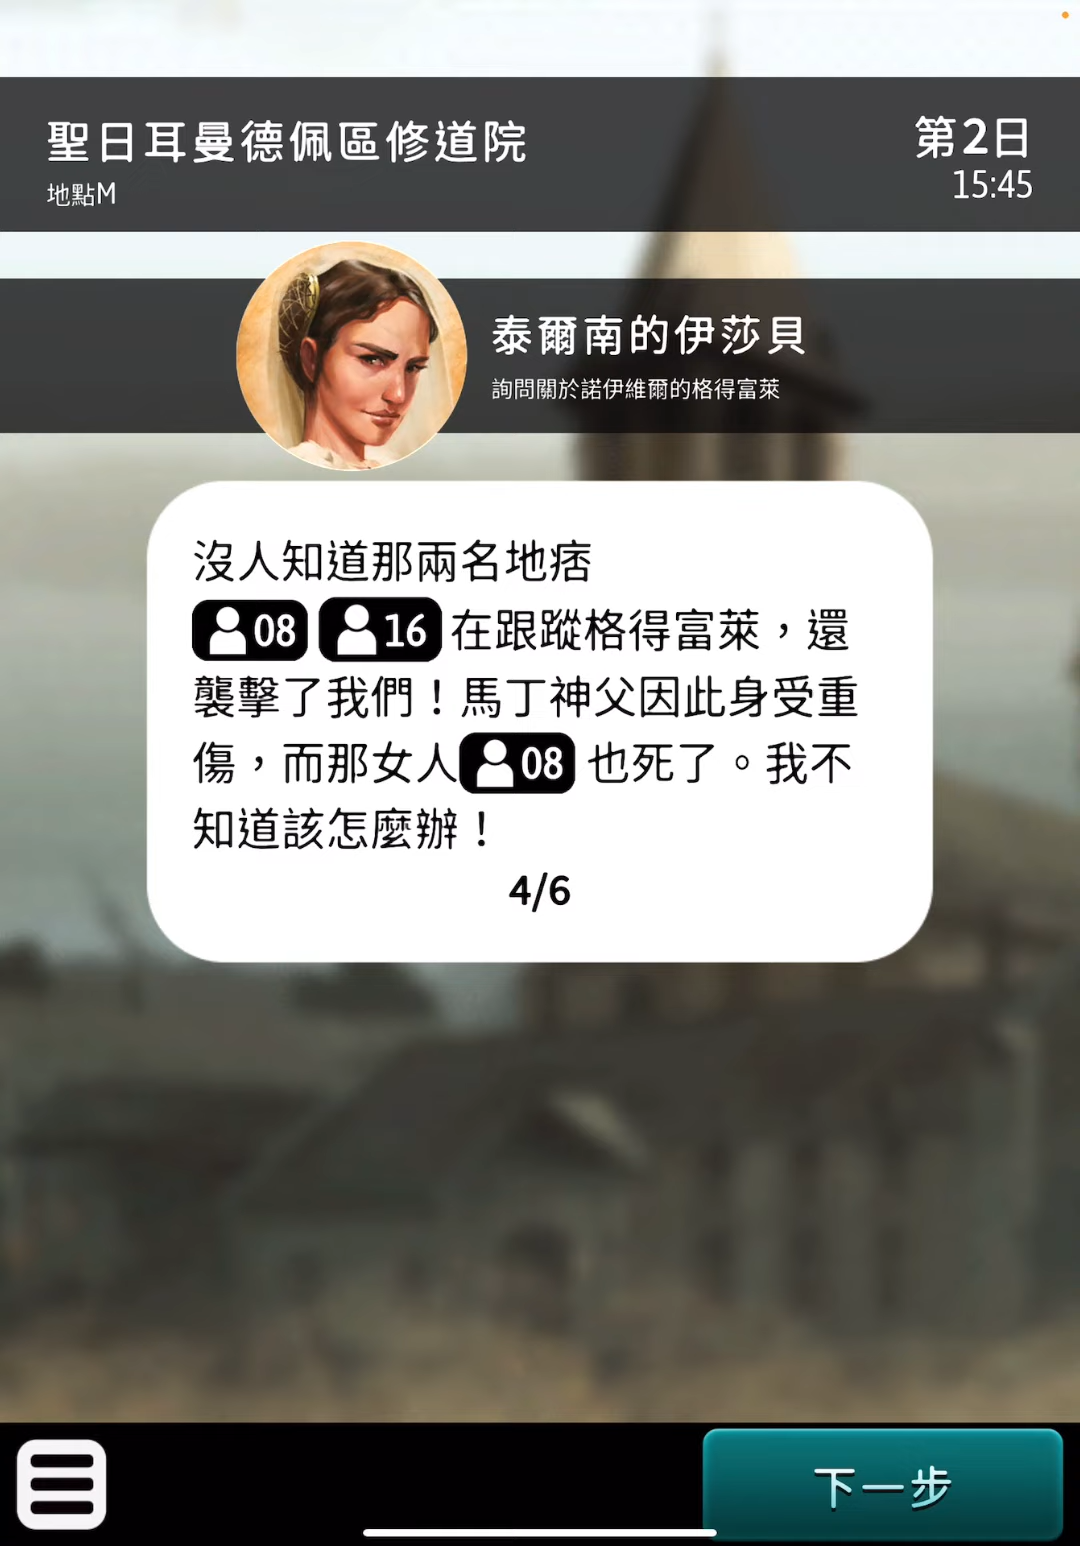 聖日耳曼德佩區修道院
地點M
第2日
15:45
泰爾南的伊莎貝
詢問關於諾伊維爾的格得富萊
沒人知道那兩名地痞
08 16 在跟蹤格得富萊，還
襲擊了我們！馬丁神父因此身受重
傷，而那女人 08 也死了。我不
知道該怎麼辦！
4/6
下一步